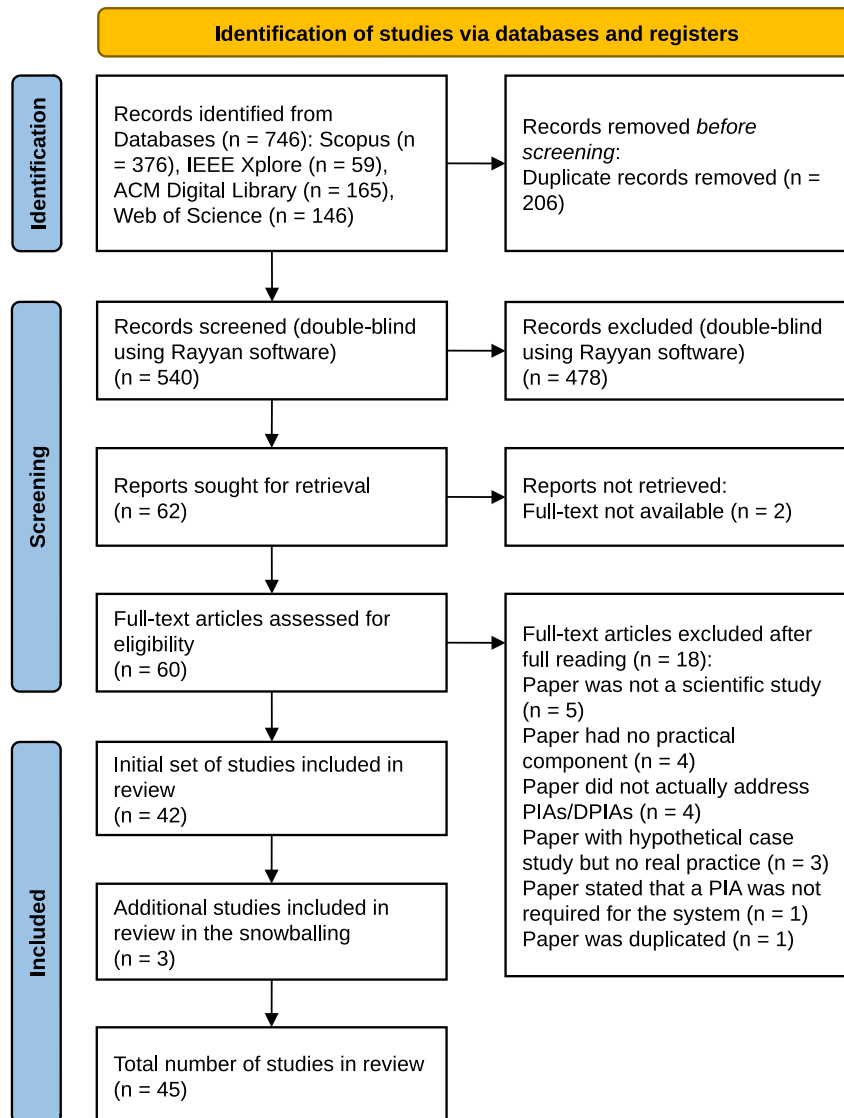 Identification of studies via databases and registers
Identification
Records identified from
Databases (n = 746): Scopus (n
= 376), IEEE Xplore (n = 59),
ACM Digital Library (n = 165),
Web of Science (n = 146)
Records removed before
screening:
Duplicate records removed (n =
206)
Screening
Records screened (double-blind
using Rayyan software)
(n = 540)
Records excluded (double-blind
using Rayyan software)
(n = 478)
Reports sought for retrieval
(n = 62)
Reports not retrieved:
Full-text not available (n = 2)
Full-text articles assessed for
eligibility
(n = 60)
Full-text articles excluded after
full reading (n = 18):
Paper was not a scientific study
(n = 5)
Paper had no practical
component (n = 4)
Paper did not actually address
PIAs/DPIAs (n = 4)
Paper with hypothetical case
study but no real practice (n = 3)
Paper stated that a PIA was not
required for the system (n = 1)
Paper was duplicated (n = 1)
Included
Initial set of studies included in
review
(n = 42)
Additional studies included in
review in the snowballing
(n = 3)
Total number of studies in review
(n = 45)